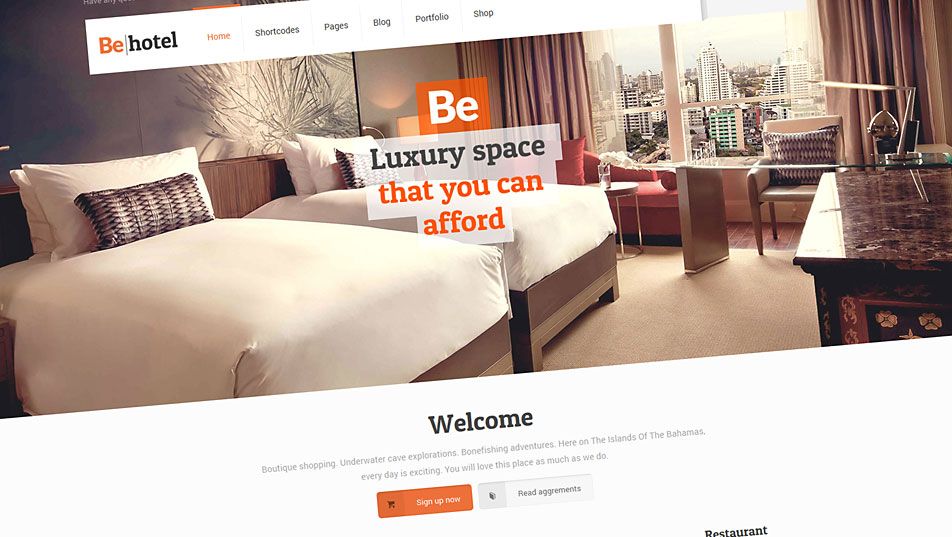 Have any
Be|hotel
Home
Shortcodes
Pages
Blog
Portfolio
Shop
Be
Luxury space
that you can
afford
Welcome
Boutique shopping. Underwater cave explorations. Bonefishing adventures. Here on The Islands Of The Bahamas,
every day is exciting. You will love this place as much as we do.
Sign up now
Read aggrements
Restaurant